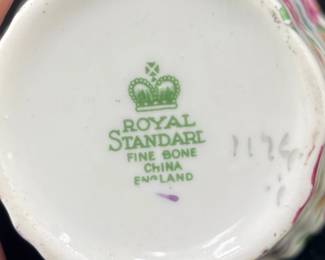 ROYAL
STANDARD
FINE BONE
CHINA
ENGLAND